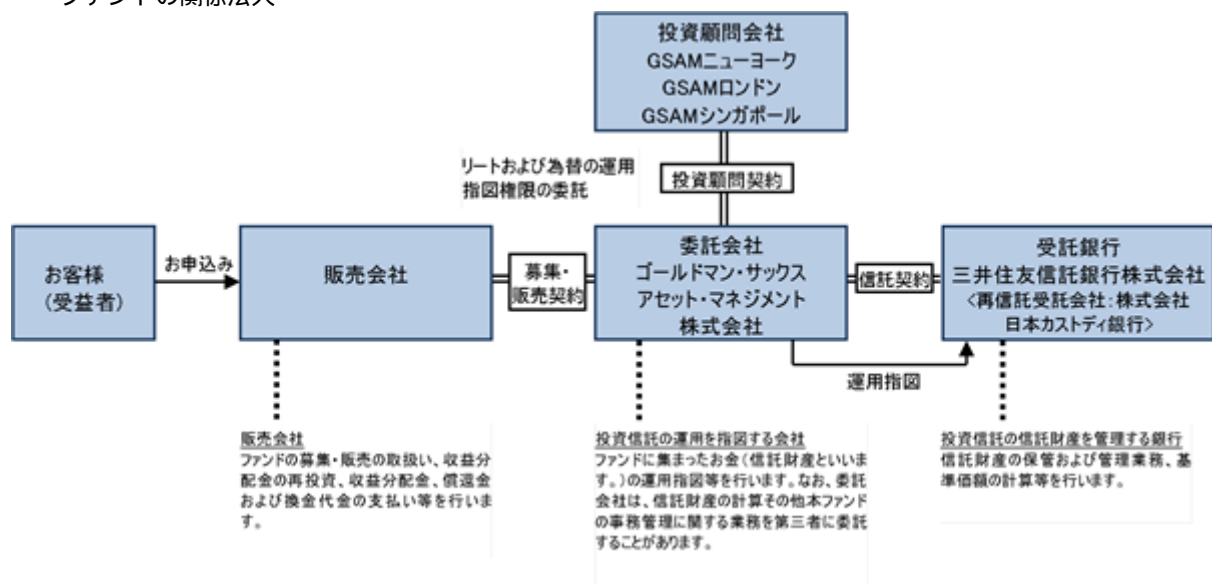 ファンドの関係法人
投資顧問会社
GSAMニューヨーク
GSAMロンドン
GSAMシンガポール
リートおよび為替の運用
指図権限の委託
投資顧問契約
お客様
（受益者）
お申込み
販売会社
募集・
販売契約
委託会社
ゴールドマン・サックス
アセット・マネジメント
株式会社
信託契約
受託銀行
三井住友信託銀行株式会社
＜再信託受託会社：株式会社
日本カストディ銀行＞
運用指図
販売会社
ファンドの募集・販売の取扱い、収益分
配金の再投資、収益分配金、償還金
および換金代金の支払い等を行いま
す。
投資信託の運用を指図する会社
ファンドに集まったお金（信託財産といいま
す。）の運用指図等を行います。なお、委託
会社は、信託財産の計算その他本ファンド
の事務管理に関する業務を第三者に委託
することがあります。
投資信託の信託財産を管理する銀行
信託財産の保管および管理業務、基
準価額の計算等を行います。